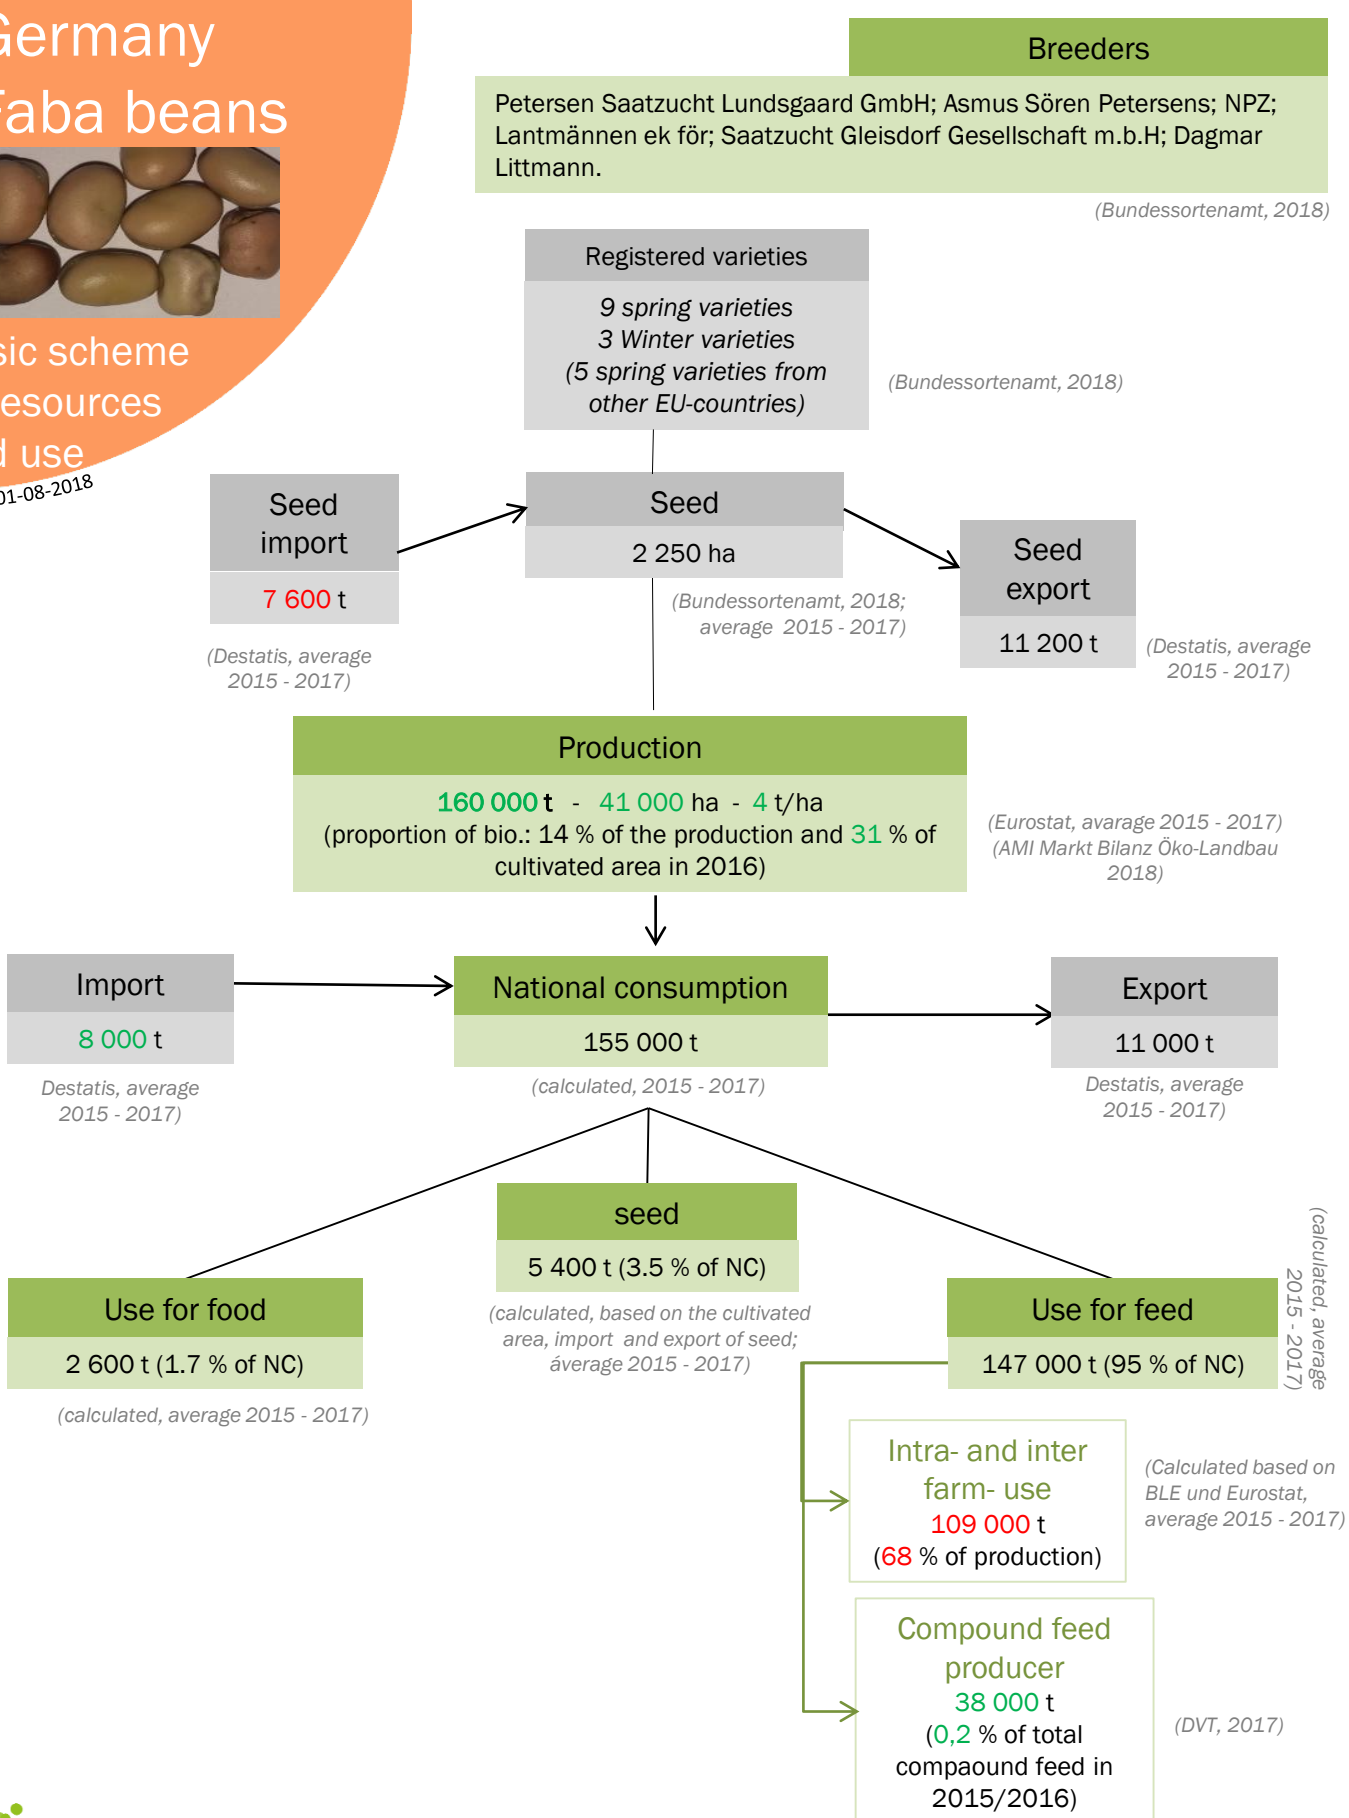 Germany
Faba beans
sic scheme
esources
d use
01-08-2018
Breeders
Petersen Saatzucht Lundsgaard GmbH; Asmus Sören Petersens; NPZ;
Lantmännen ek för; Saatzucht Gleisdorf Gesellschaft m.b.H; Dagmar
Littmann.
(Bundessortenamt, 2018)
Registered varieties
9 spring varieties
3 Winter varieties
(5 spring varieties from
other EU-countries)
(Bundessortenamt, 2018)
Seed
import
7 600 t
(Destatis, average
2015 - 2017)
Seed
2 250 ha
(Bundessortenamt, 2018;
average 2015 - 2017)
Seed
export
11 200 t
(Destatis, average
2015 - 2017)
Production
160 000 t - 41 000 ha - 4 t/ha
(proportion of bio.: 14 % of the production and 31 % of
cultivated area in 2016)
(Eurostat, avarage 2015 - 2017)
(AMI Markt Bilanz Öko-Landbau
2018)
Import
8 000 t
Destatis, average
2015 - 2017)
National consumption
155 000 t
(calculated, 2015 - 2017)
Export
11 000 t
Destatis, average
2015 - 2017)
seed
5 400 t (3.5 % of NC)
(calculated, based on the cultivated
area, import and export of seed;
áverage 2015 - 2017)
Use for food
2 600 t (1.7 % of NC)
(calculated, average 2015 - 2017)
Use for feed
147 000 t (95 % of NC)
(calculated, average
2015 - 2017)
Intra- and inter
farm- use
109 000 t
(68 % of production)
(Calculated based on
BLE und Eurostat,
average 2015 - 2017)
Compound feed
producer
38 000 t
(0,2 % of total
compaound feed in
2015/2016)
(DVT, 2017)